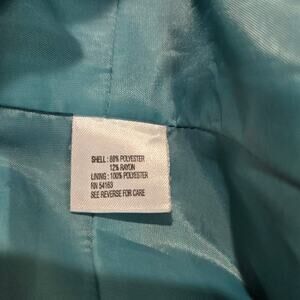 SHELL : 88% POLYESTER
12% RAYON
LINING : 100% POLYESTER
RN 54163
SEE REVERSE FOR CARE